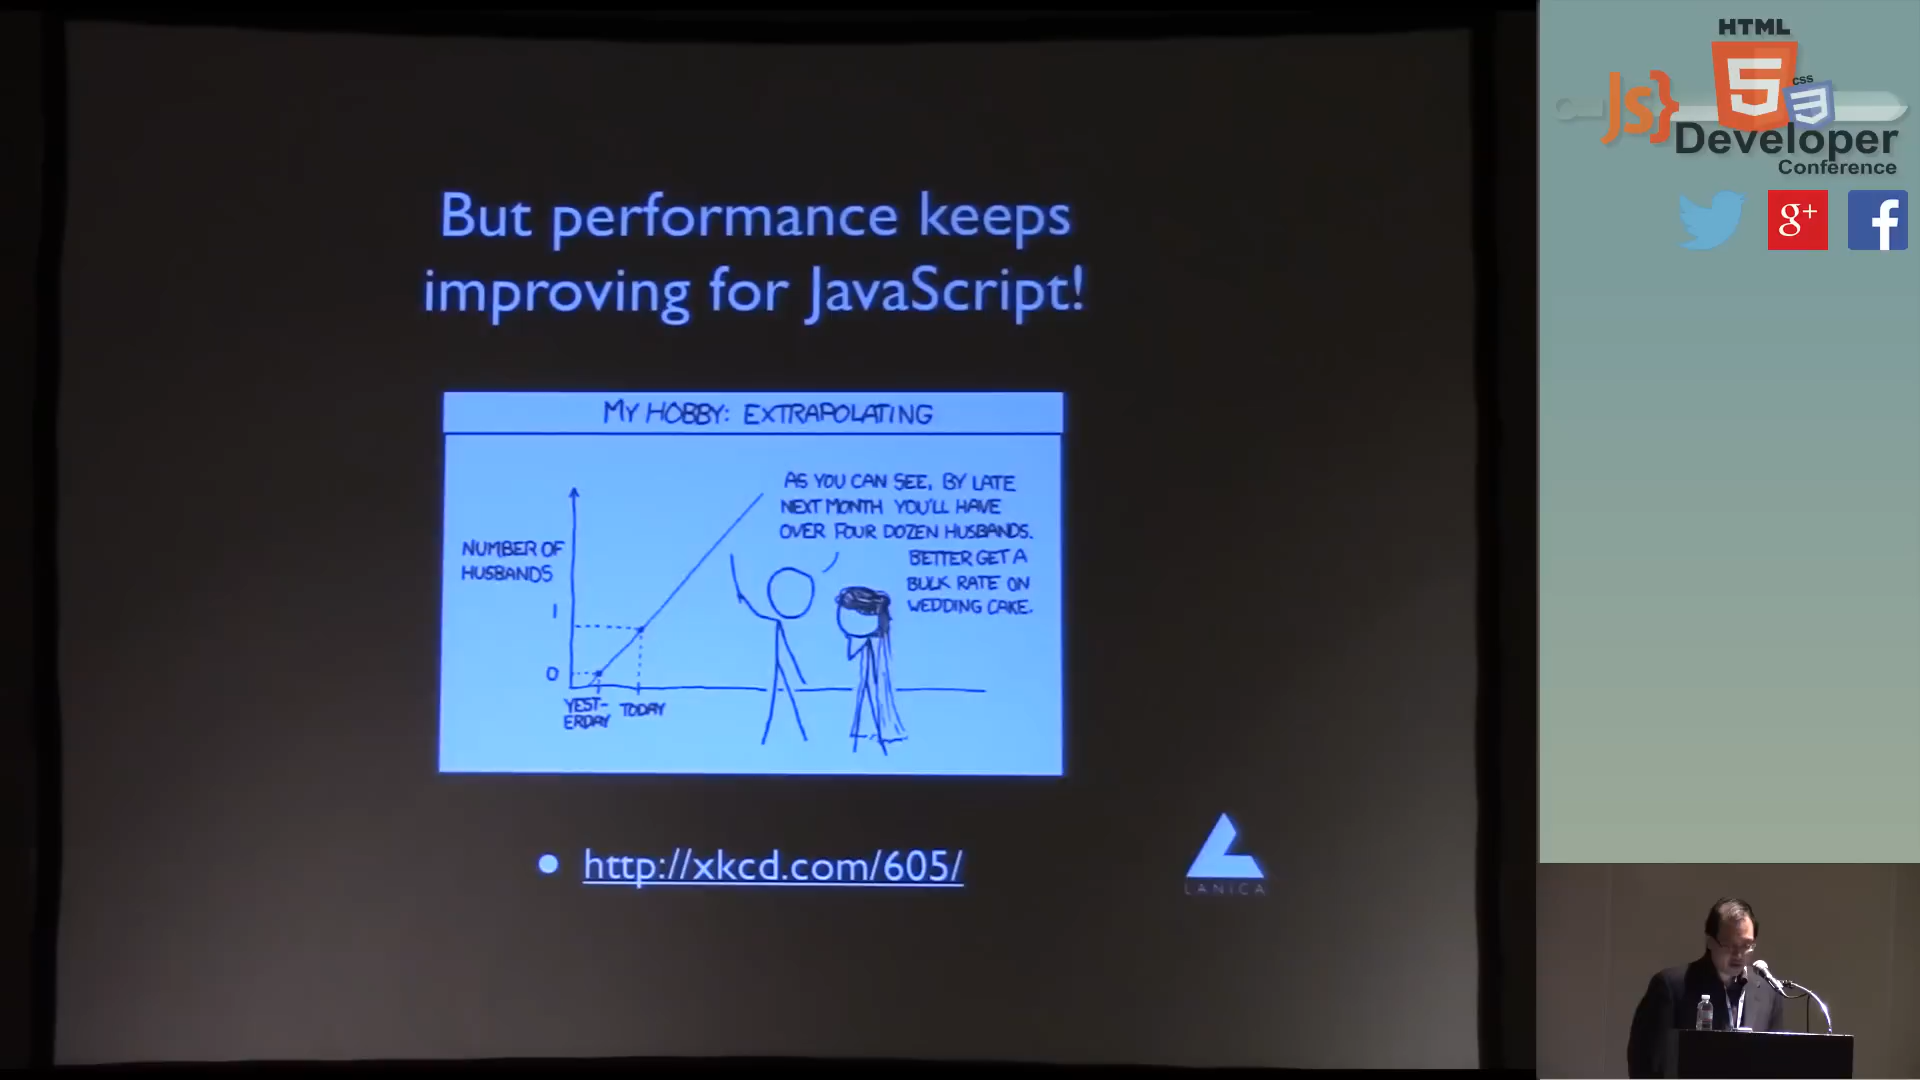 But performance keeps
improving for JavaScript!
MY HOBBY: EXTRAPOLATING
AS YOU CAN SEE, BY LATE
NEXT MONTH YOU'LL HAVE
OVER FOUR DOZEN HUSBANDS.
BETTER GET A
BULK RATE ON
WEDDING CAKE.
NUMBER OF
HUSBANDS
1
0
YEST-
ERDAY
TODAY
• http://xkcd.com/605/
LANICA
HTML
5
JS}
CSS
3
Developer
Conference
g+
f